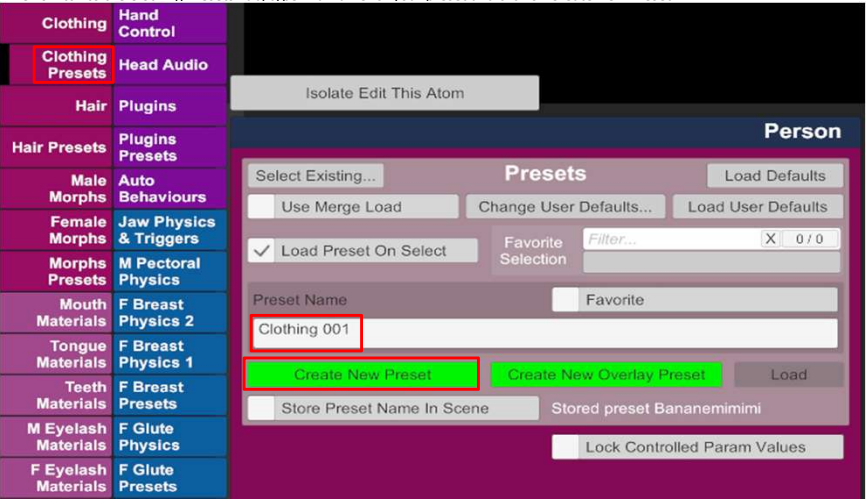 Clothing
Hand
Control
Clothing
Presets
Head Audio
Hair
Plugins
Hair Presets
Plugins
Presets
Male
Morphs
Auto
Behaviours
Female
Morphs
Jaw Physics
& Triggers
Morphs
Presets
M Pectoral
Physics
Mouth
Materials
F Breast
Physics 2
Tongue
Materials
F Breast
Physics 1
Teeth
Materials
F Breast
Presets
M Eyelash
Materials
F Glute
Physics
F Eyelash
Materials
F Glute
Presets
Isolate Edit This Atom
Person
Select Existing...
Presets
Load Defaults
Use Merge Load
Change User Defaults...
Load User Defaults
Load Preset On Select
Favorite
Selection
Filter...
X
0 / 0
Preset Name
Favorite
Clothing 001
Create New Preset
Create New Overlay Preset
Load
Store Preset Name In Scene
Stored preset Bananemimimi
Lock Controlled Param Values